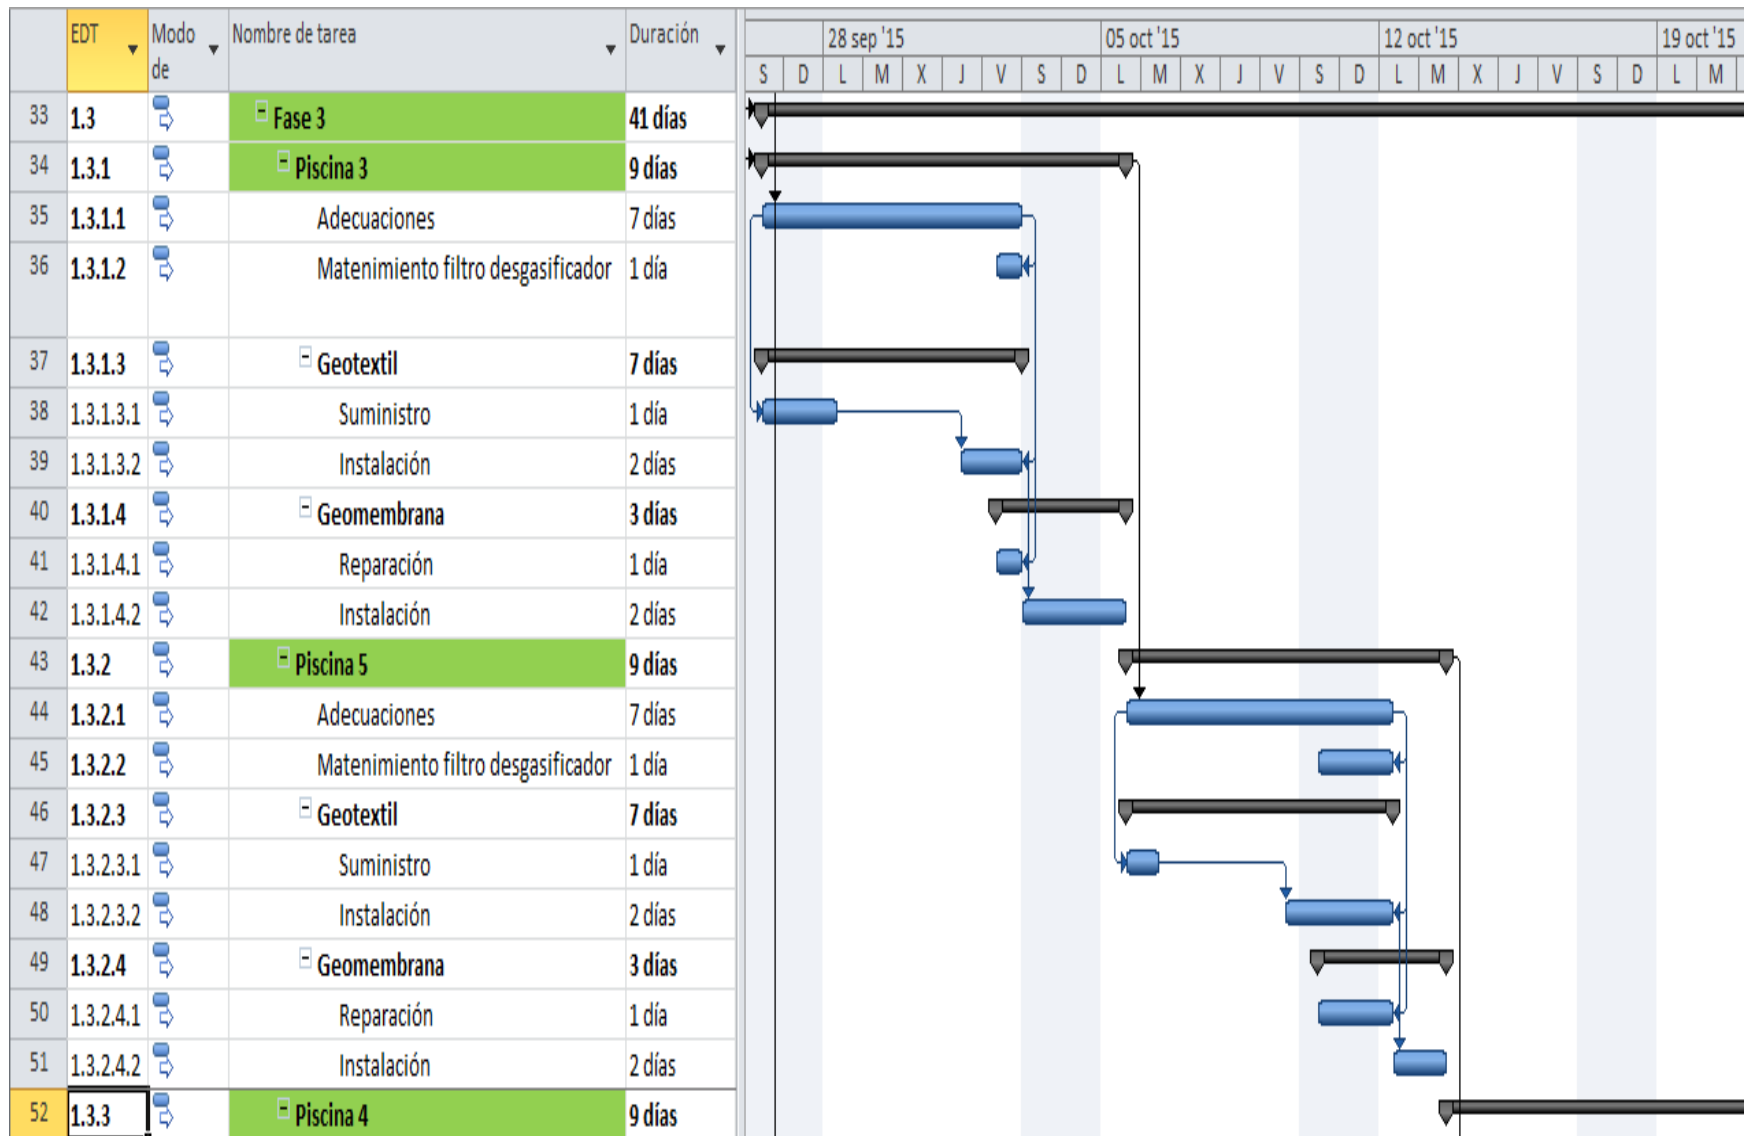 EDT Modo de Nombre de tarea Duración
28 sep '15 05 oct '15 12 oct '15 19 oct '15
S D L M X J V S D L M X J V S D L M X J V S D L M
33 1.3 Fase 3 41 días
34 1.3.1 Piscina 3 9 días
35 1.3.1.1 Adecuaciones 7 días
36 1.3.1.2 Matenimiento filtro desgasificador 1 día
37 1.3.1.3 Geotextil 7 días
38 1.3.1.3.1 Suministro 1 día
39 1.3.1.3.2 Instalación 2 días
40 1.3.1.4 Geomembrana 3 días
41 1.3.1.4.1 Reparación 1 día
42 1.3.1.4.2 Instalación 2 días
43 1.3.2 Piscina 5 9 días
44 1.3.2.1 Adecuaciones 7 días
45 1.3.2.2 Matenimiento filtro desgasificador 1 día
46 1.3.2.3 Geotextil 7 días
47 1.3.2.3.1 Suministro 1 día
48 1.3.2.3.2 Instalación 2 días
49 1.3.2.4 Geomembrana 3 días
50 1.3.2.4.1 Reparación 1 día
51 1.3.2.4.2 Instalación 2 días
52 1.3.3 Piscina 4 9 días